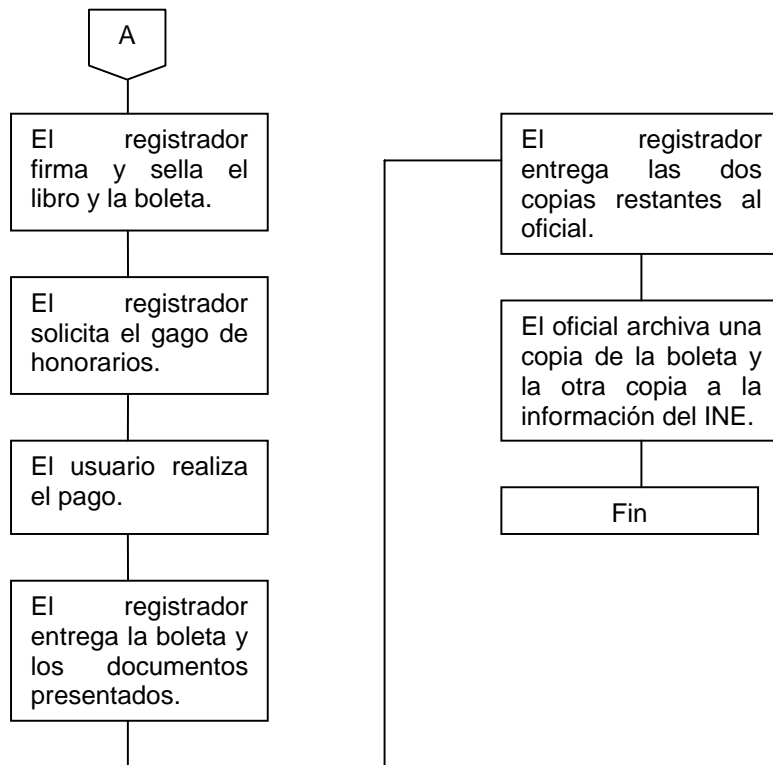 A
El registrador
firma y sella el
libro y la boleta.
El registrador
solicita el gago de
honorarios.
El usuario realiza
el pago.
El registrador
entrega la boleta y
los documentos
presentados.
El registrador
entrega las dos
copias restantes al
oficial.
El oficial archiva una
copia de la boleta y
la otra copia a la
información del INE.
Fin